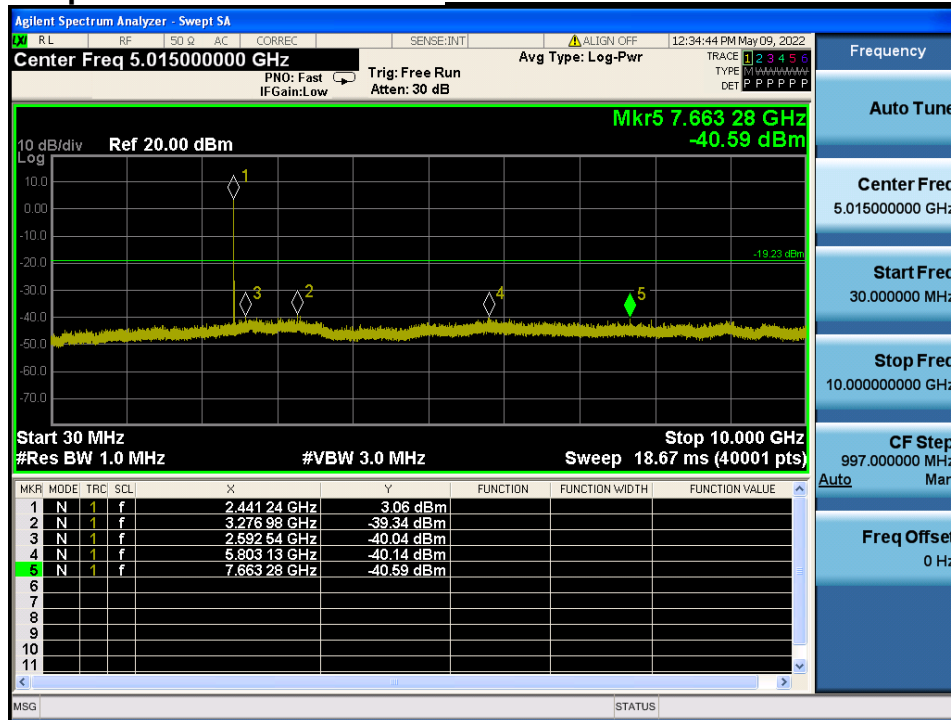 Agilent Spectrum Analyzer - Swept SA
LXI RL RF 50 Ω AC CORREC SENSE:INT ALIGN OFF 12:34:44 PM May 09, 2022
Center Freq 5.015000000 GHz
PNO: Fast
IFGain:Low
Trig: Free Run
Atten: 30 dB
Avg Type: Log-Pwr
TRACE 1 2 3 4 5 6
TYPE M WWWWW
DET P P P P P P
Mkr5 7.663 28 GHz
-40.59 dBm
10 dB/div Ref 20.00 dBm
Log
10.0
0.00
-10.0
-20.0
-30.0
-40.0
-50.0
-60.0
-70.0
1
3
2
4
5
-19.23 dBm
Start 30 MHz Stop 10.000 GHz
#Res BW 1.0 MHz #VBW 3.0 MHz Sweep 18.67 ms (40001 pts)
MKR MODE TRC SCL X Y FUNCTION FUNCTION WIDTH FUNCTION VALUE
1 N 1 f 2.441 24 GHz 3.06 dBm
2 N 1 f 3.276 98 GHz -39.34 dBm
3 N 1 f 2.592 54 GHz -40.04 dBm
4 N 1 f 5.803 13 GHz -40.14 dBm
5 N 1 f 7.663 28 GHz -40.59 dBm
6
7
8
9
10
11
MSG STATUS
Frequency
Auto Tune
Center Freq
5.015000000 GHz
Start Freq
30.000000 MHz
Stop Freq
10.000000000 GHz
CF Step
997.000000 MHz
Auto Man
Freq Offset
0 Hz